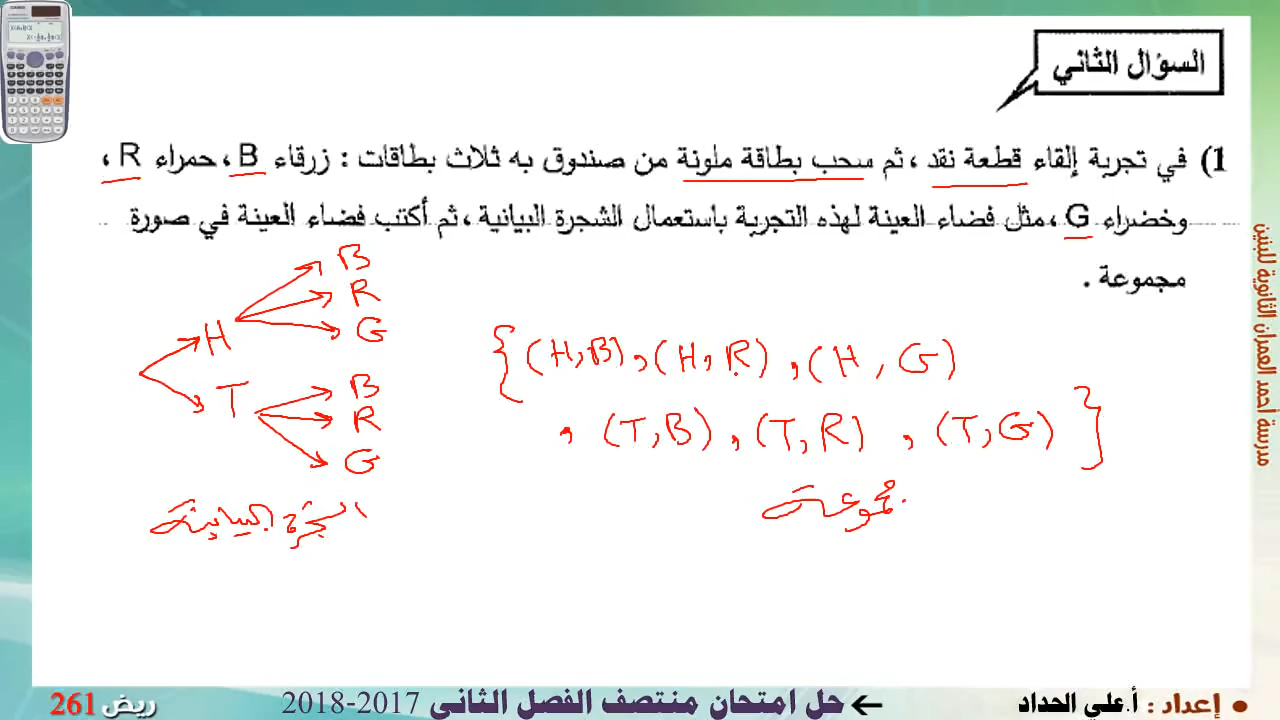 السؤال الثاني
1) في تجربة إلقاء قطعة نقد ، ثم سحب بطاقة ملونة من صندوق به ثلاث بطاقات : زرقاء B ، حمراء R ،
وخضراء G ، مثل فضاء العينة لهذه التجربة باستعمال الشجرة البيانية ، ثم أكتب فضاء العينة في صورة
مجموعة .
B
R
H
G
T
B
R
G
{(H,B), (H,R), (H,G)
, (T,B), (T,R), (T,G)}
مجموعة
الشجرة البيانية
مدرسة أحمد العمران الثانوية للبنين
إعداد : أ.علي الحداد
حل امتحان منتصف الفصل الثاني 2017-2018
ريض 261